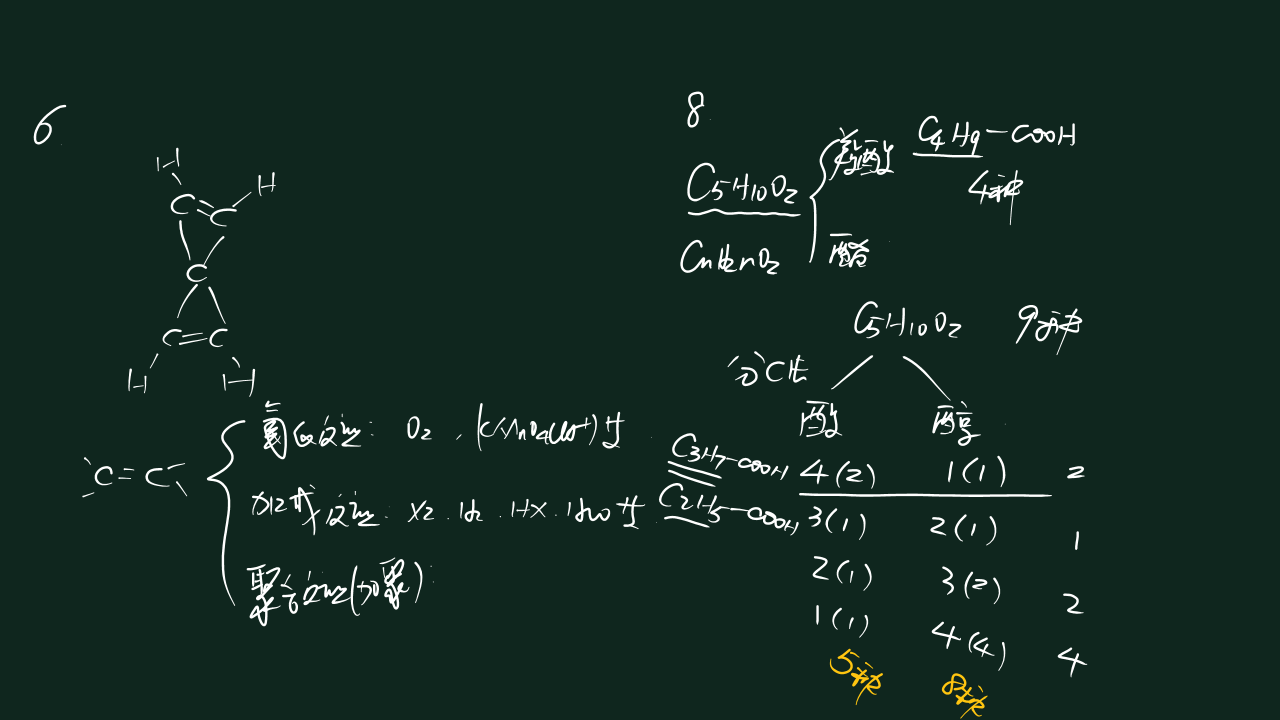 6
H
H
C=C
C
C=C
H
H
C=C
氧化反应: O2 . KMnO4(H+)等
加成反应: X2 . H2 . HX . H2O等
聚合反应(加聚)
8
C5H10O2
CnH2nO2
羧酸 C4H9-COOH
4种
酯
C5H10O2 9种
分C法
酸 醇
C3H7-COOH 4(2) 1(1) 2
C2H5-COOH 3(1) 2(1) 1
2(1) 3(2) 2
1(1) 4(4) 4
5种 8种